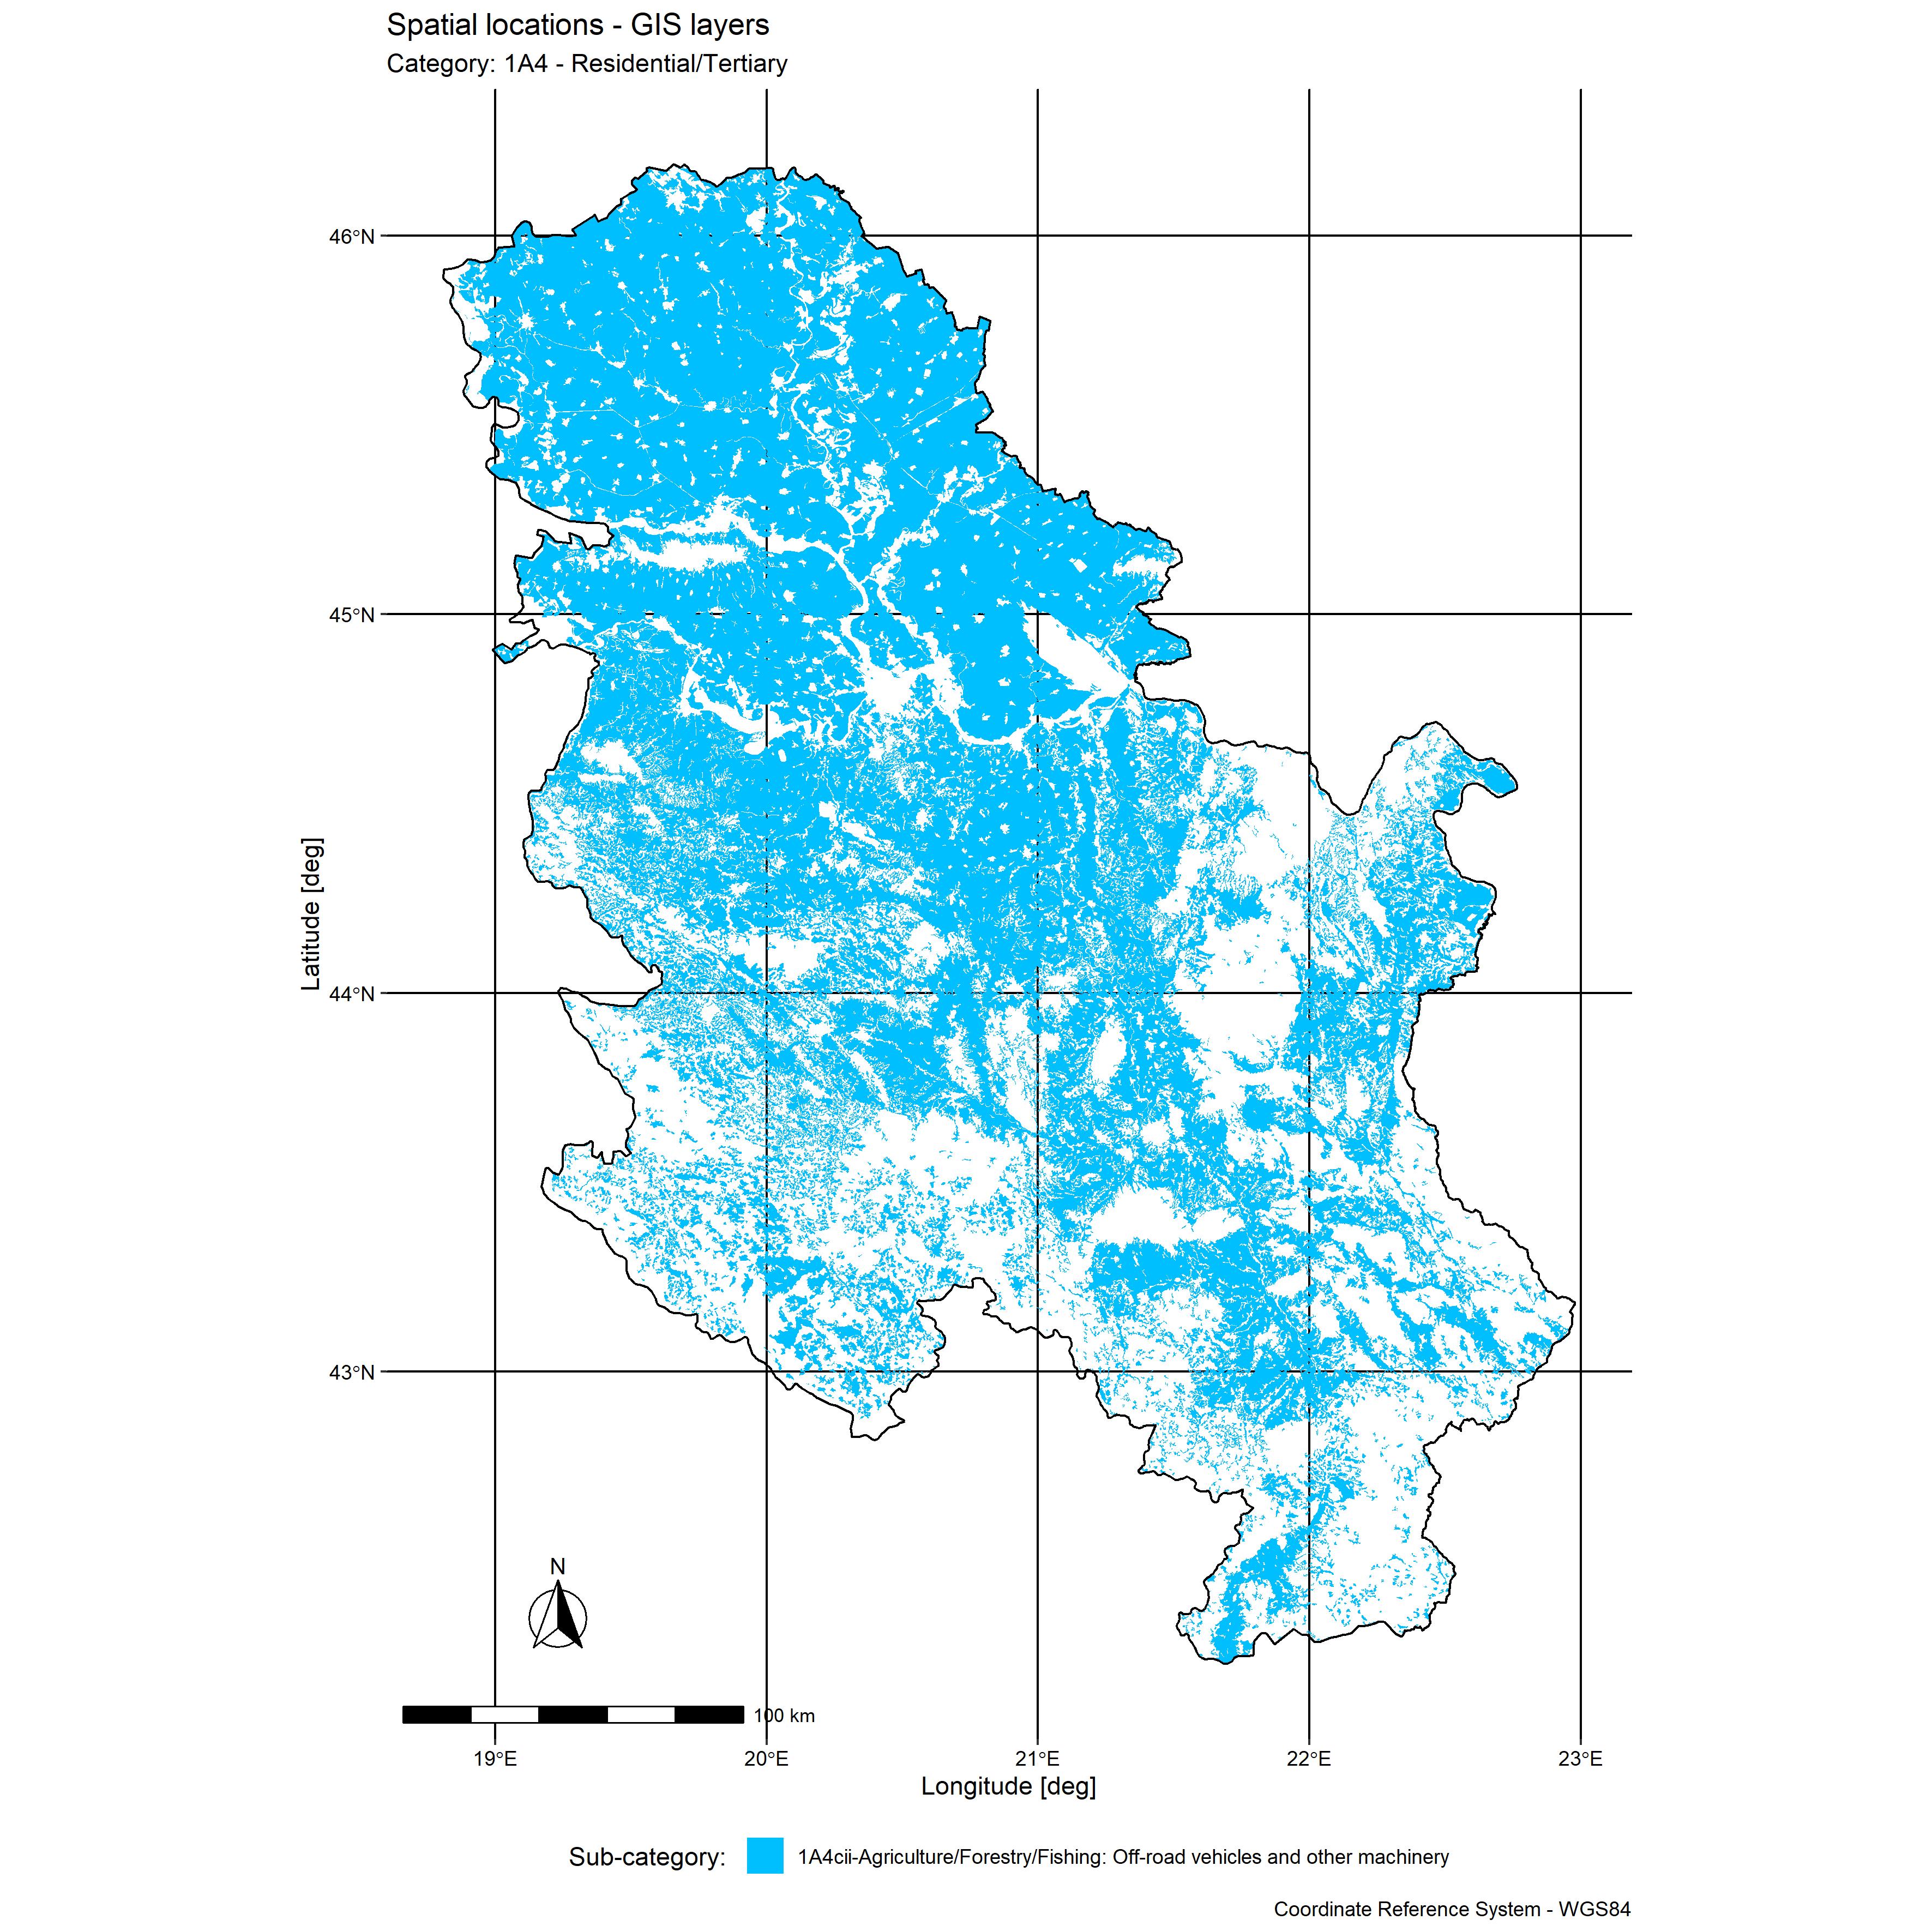 Spatial locations - GIS layers
Category: 1A4 - Residential/Tertiary
46°N
45°N
44°N
43°N
Latitude [deg]
N
100 km
19°E 20°E 21°E 22°E 23°E
Longitude [deg]
Sub-category: 1A4cii-Agriculture/Forestry/Fishing: Off-road vehicles and other machinery
Coordinate Reference System - WGS84